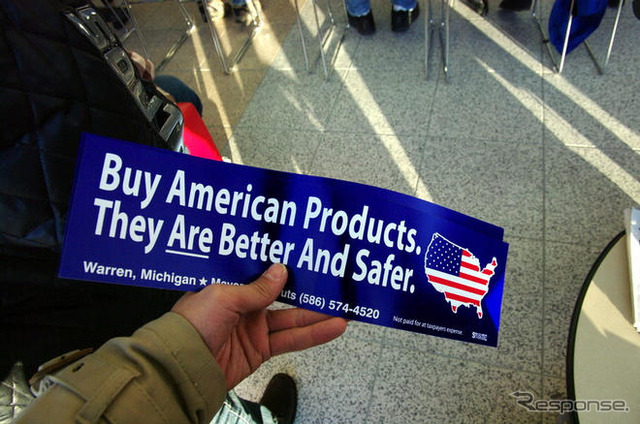 Buy American Products.
They Are Better And Safer.
Warren, Michigan ★ uts (586) 574-4520
Not paid for at taxpayers expense.
Response.